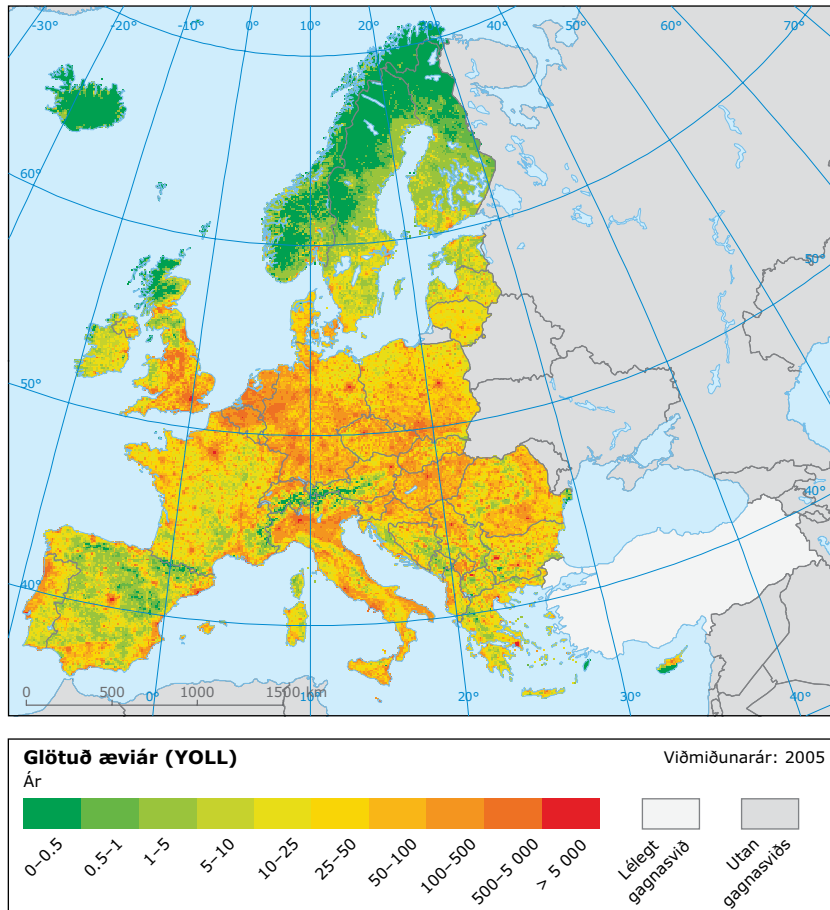 -30° -20° -10° 0° 10° 20° 30° 40° 50° 60° 70°
60°
50°
50°
40°
40°
0 500 1000 1500 km
0° 10° 20° 30° 40°
Glötuð æviár (YOLL)
Viðmiðunarár: 2005
Ár
0–0.5
0.5–1
1–5
5–10
10–25
25–50
50–100
100–500
500–5 000
> 5 000
Lélegt
gagnasvið
Utan
gagnasviðs